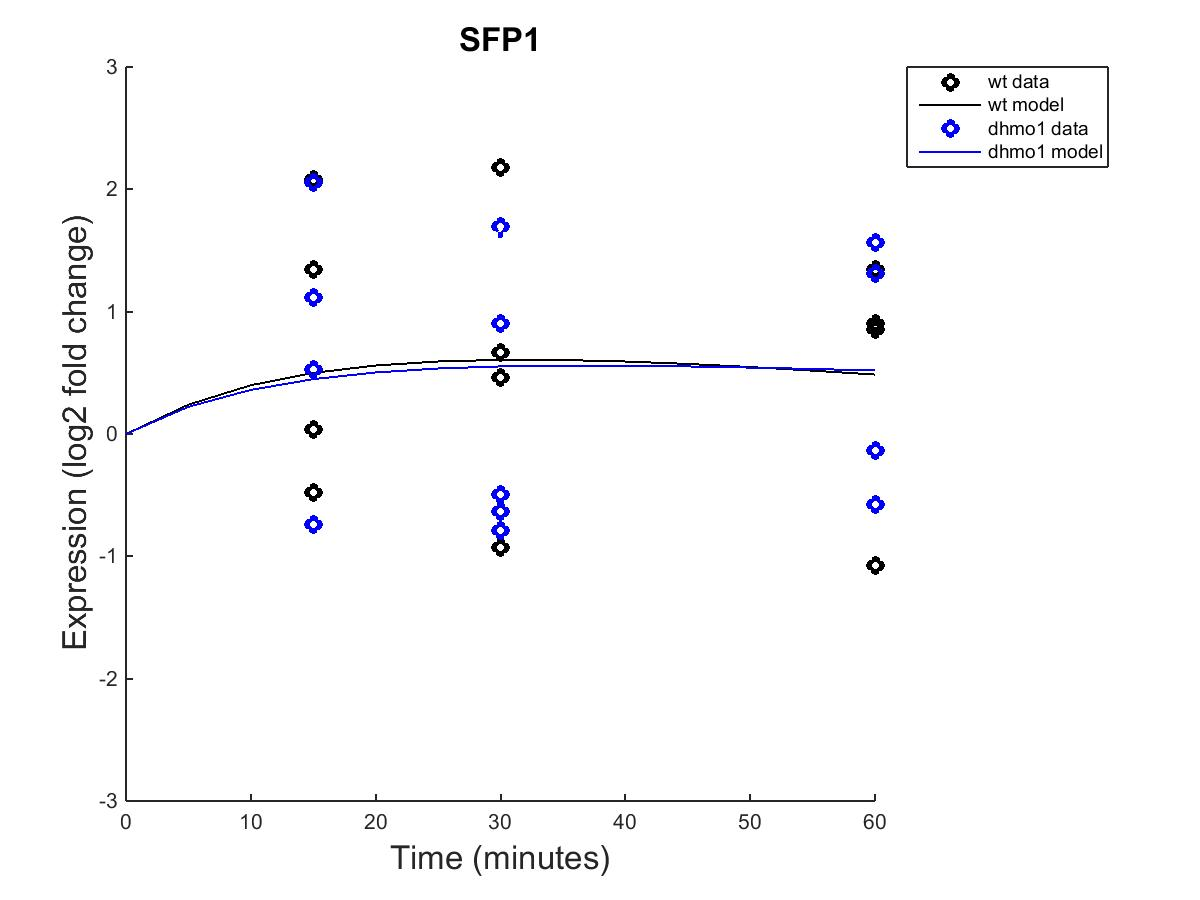 SFP1
wt data
wt model
dhmo1 data
dhmo1 model
Expression (log2 fold change)
3
2
1
0
-1
-2
-3
0 10 20 30 40 50 60
Time (minutes)